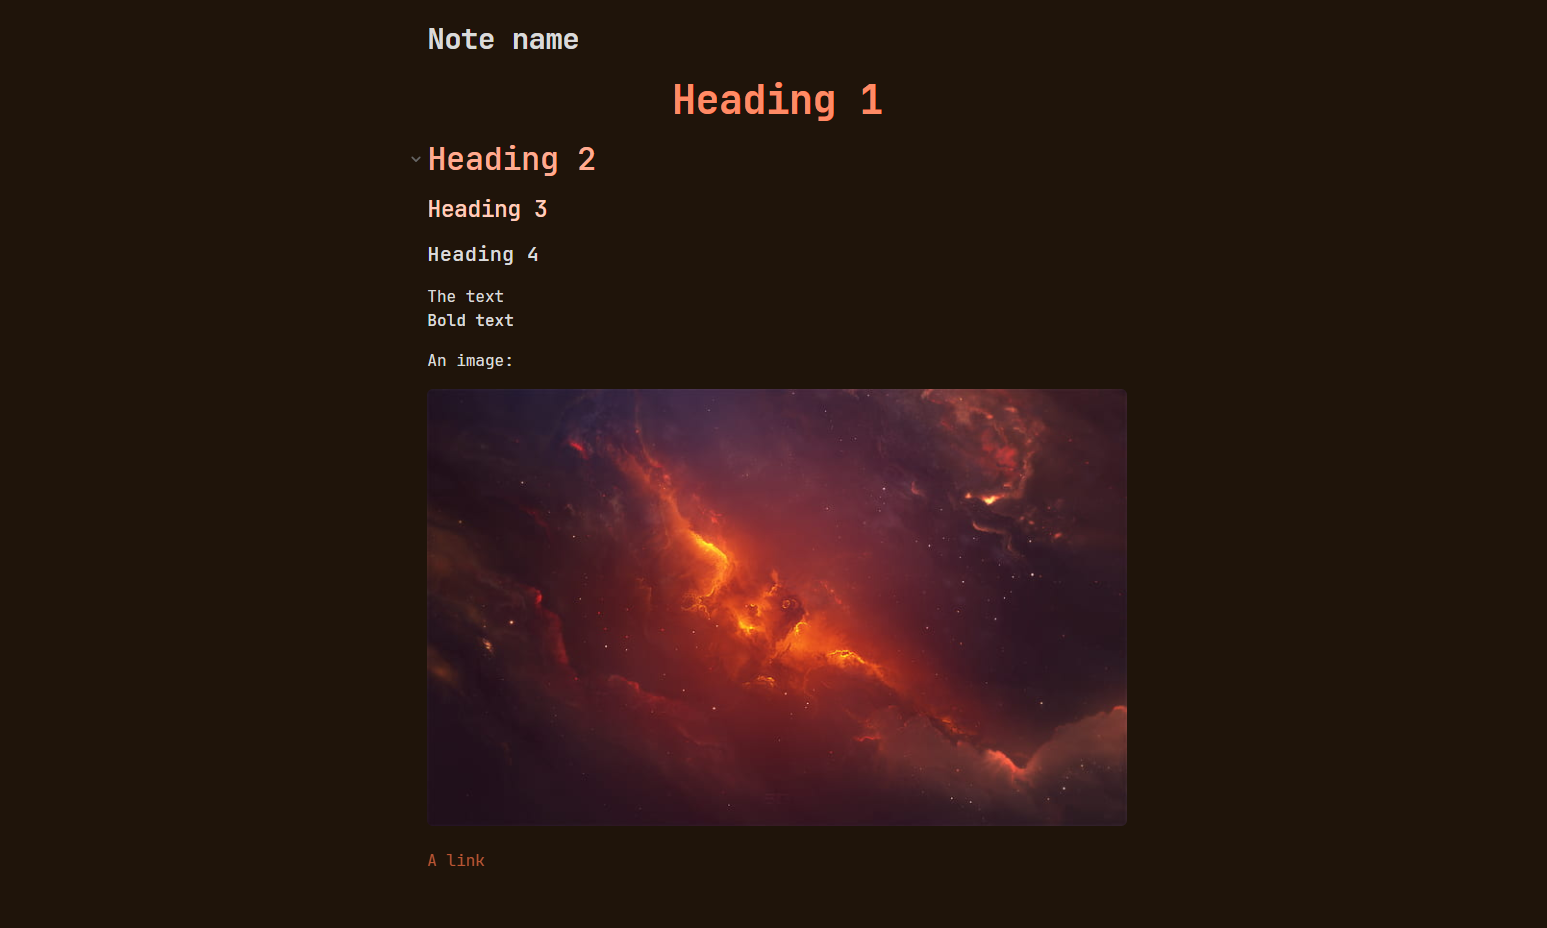 Note name
Heading 1
Heading 2
Heading 3
Heading 4
The text
Bold text
An image:
A link